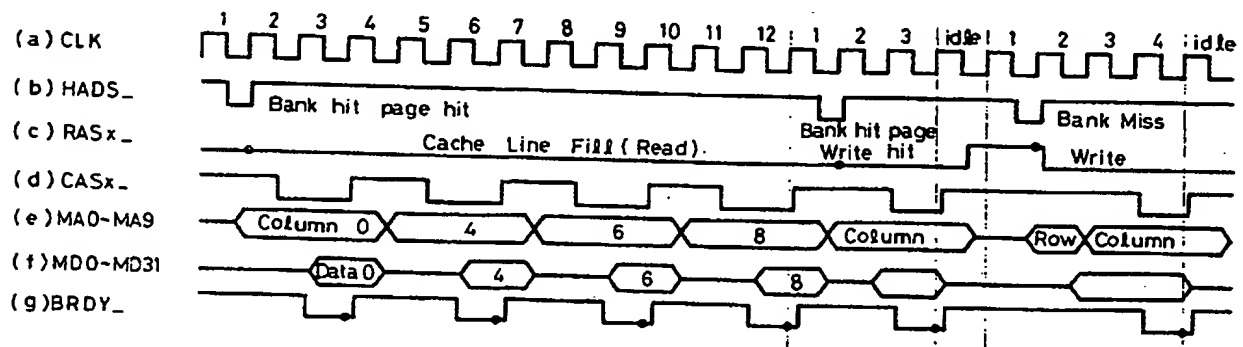 (a) CLK 1 2 3 4 5 6 7 8 9 10 11 12 1 2 3 idle 1 2 3 4 idle
(b) HADS_ Bank hit page hit Bank Miss
(c) RASx_ Cache Line Fill (Read). Bank hit page
Write hit Write
(d) CASx_
(e) MA0~MA9 Column 0 4 6 8 Column Row Column
(f) MD0~MD31 Data0 4 6 8
(g) BRDY_